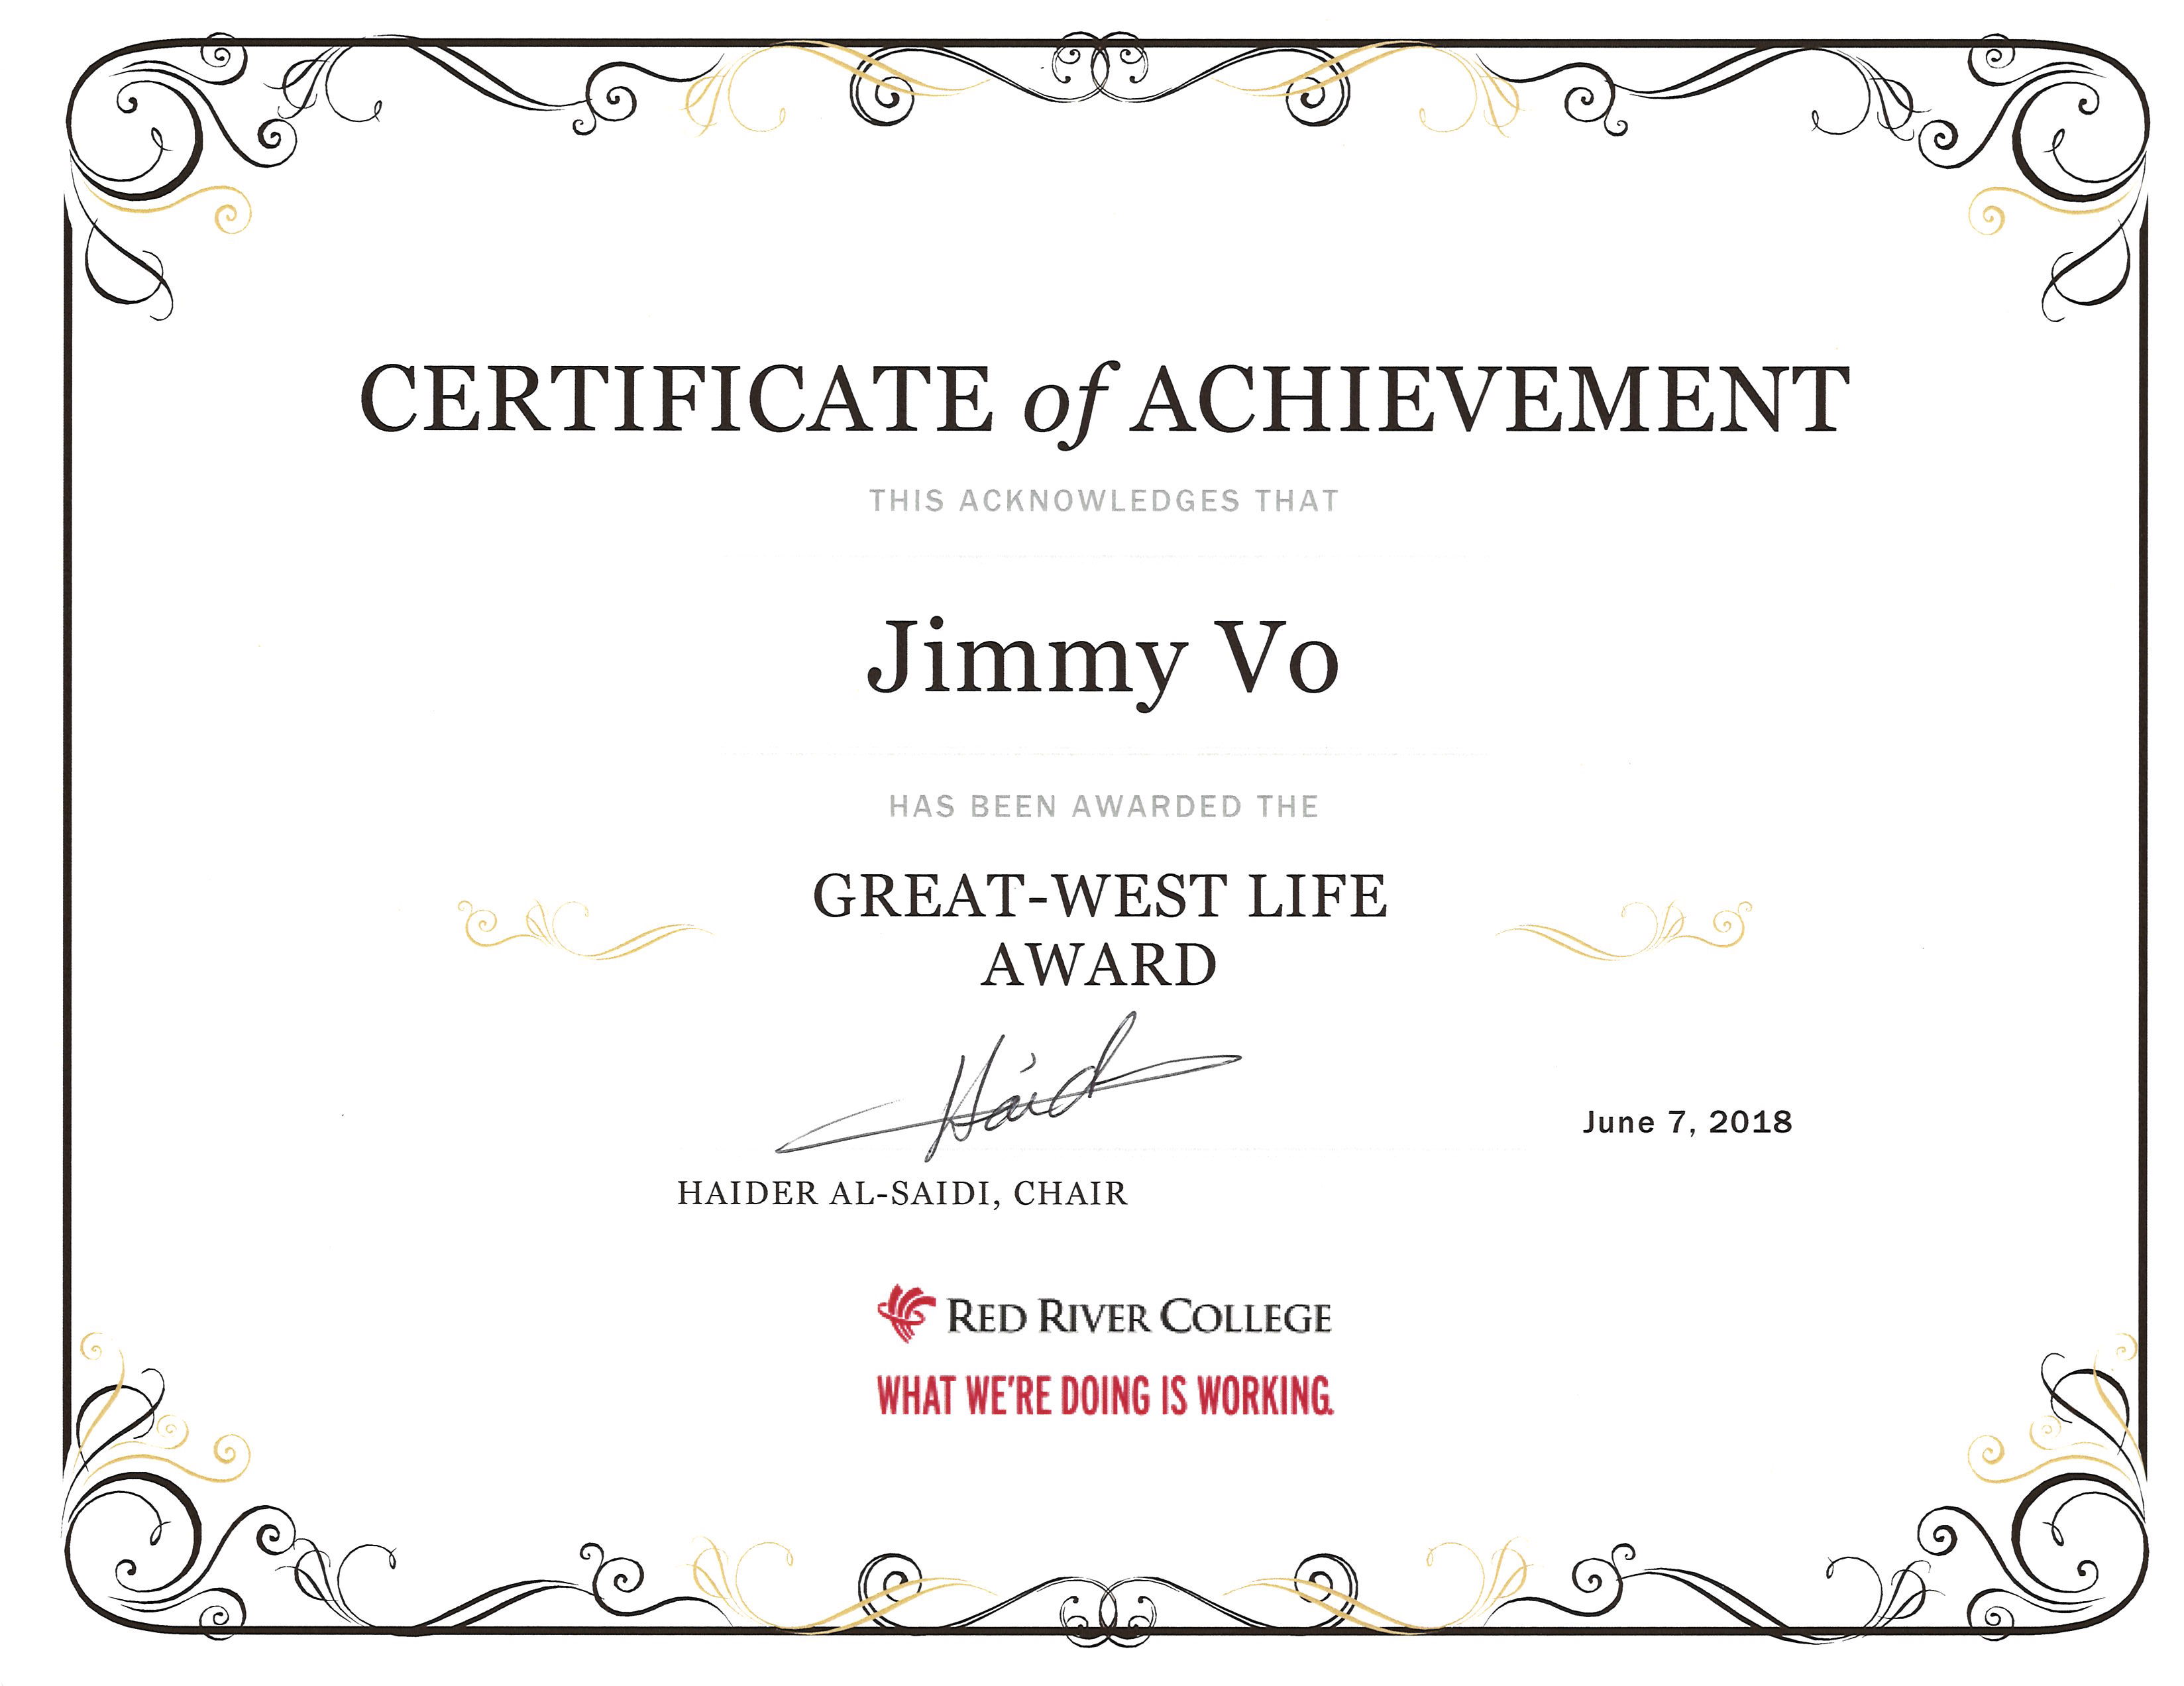 CERTIFICATE of ACHIEVEMENT
THIS ACKNOWLEDGES THAT
Jimmy Vo
HAS BEEN AWARDED THE
GREAT-WEST LIFE
AWARD
Haid
June 7, 2018
HAIDER AL-SAIDI, CHAIR
RED RIVER COLLEGE
WHAT WE'RE DOING IS WORKING.